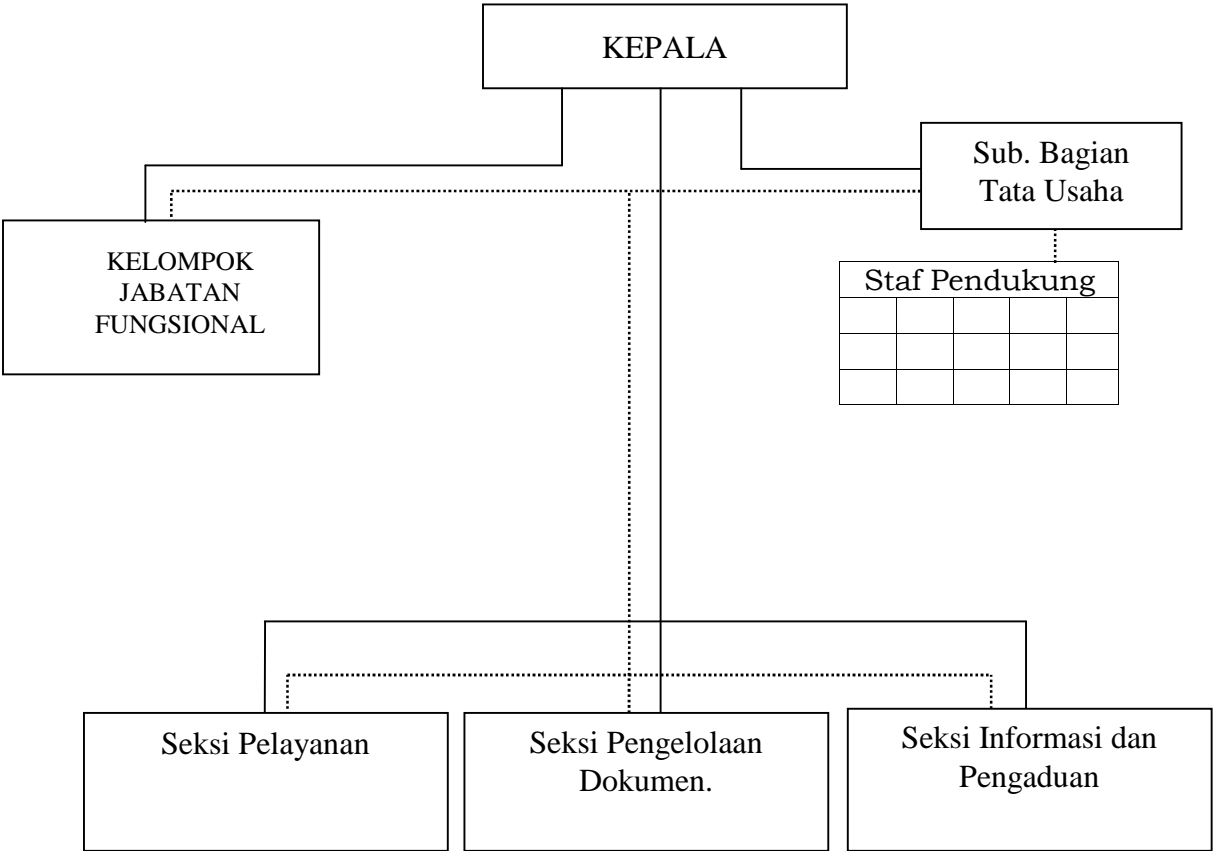 KEPALA
Sub. Bagian
Tata Usaha
KELOMPOK
JABATAN
FUNGSIONAL
Staf Pendukung
Seksi Pelayanan
Seksi Pengelolaan
Dokumen.
Seksi Informasi dan
Pengaduan